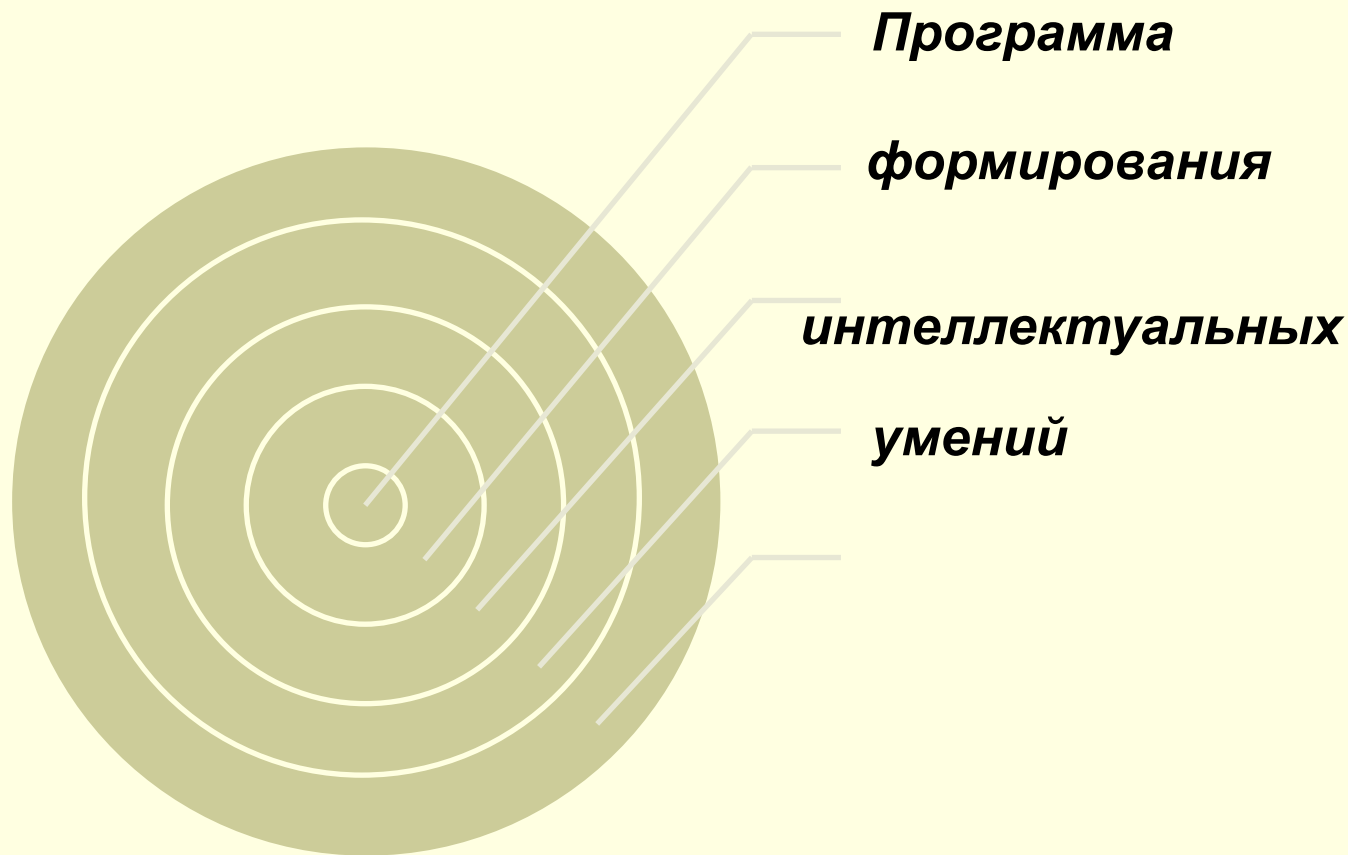 Программа
формирования
интеллектуальных
умений